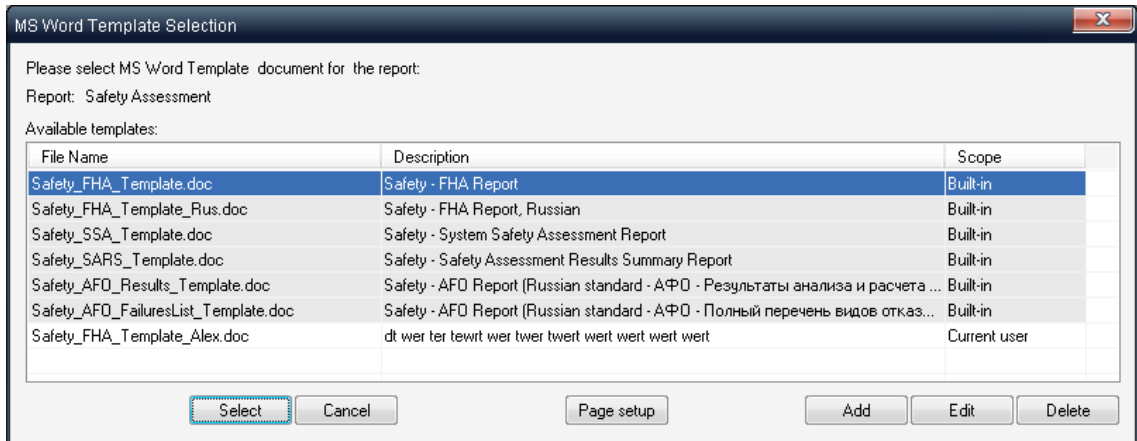 MS Word Template Selection
Please select MS Word Template document for the report:
Report: Safety Assessment
Available templates:
File Name Description Scope
Safety_FHA_Template.doc Safety - FHA Report Built-in
Safety_FHA_Template_Rus.doc Safety - FHA Report, Russian Built-in
Safety_SSA_Template.doc Safety - System Safety Assessment Report Built-in
Safety_SARS_Template.doc Safety - Safety Assessment Results Summary Report Built-in
Safety_AFO_Results_Template.doc Safety - AFO Report (Russian standard - АФО - Результаты анализа и расчета ... Built-in
Safety_AFO_FailuresList_Template.doc Safety - AFO Report (Russian standard - АФО - Полный перечень видов отказ... Built-in
Safety_FHA_Template_Alex.doc dt wer ter tewrt wer twer twert wert wert wert wert Current user
Select Cancel Page setup Add Edit Delete